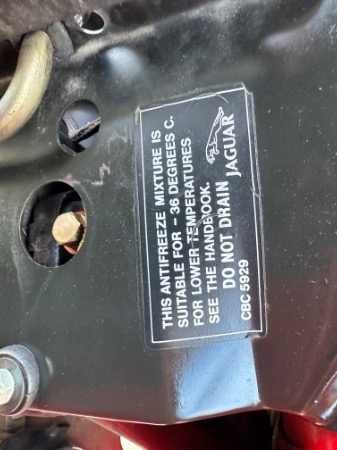 THIS ANTIFREEZE MIXTURE IS
SUITABLE FOR - 36 DEGREES C.
FOR LOWER TEMPERATURES
SEE THE HANDBOOK.
DO NOT DRAIN
CBC 5929
JAGUAR